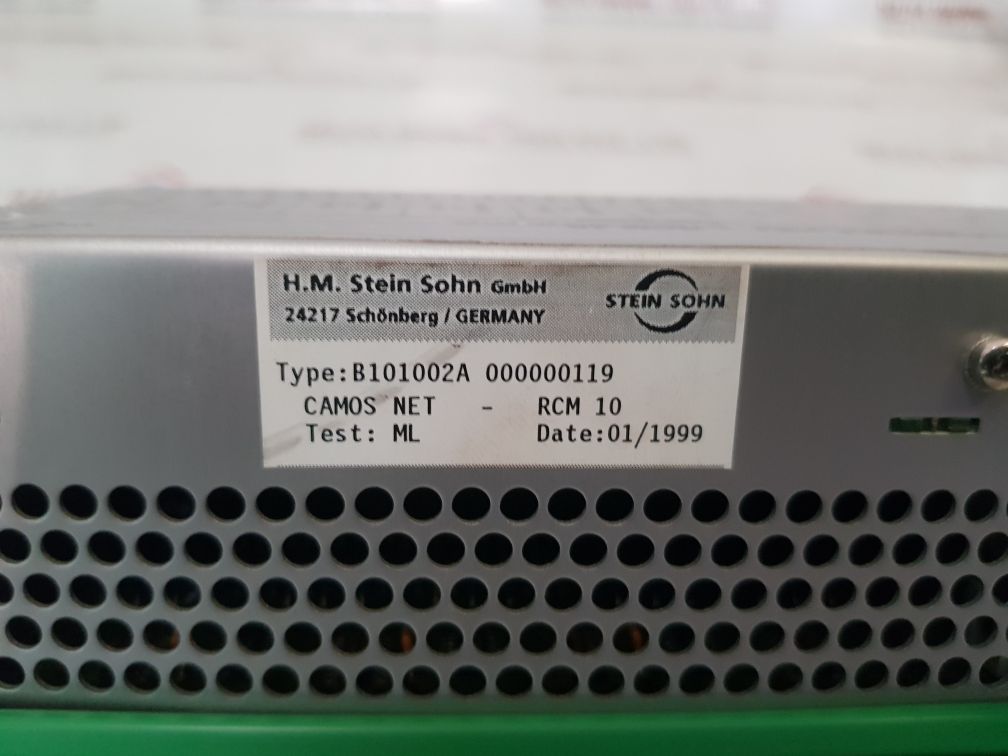 H.M. Stein Sohn GmbH
24217 Schönberg / GERMANY
STEIN SOHN
Type:B101002A 000000119
CAMOS NET - RCM 10
Test: ML Date:01/1999